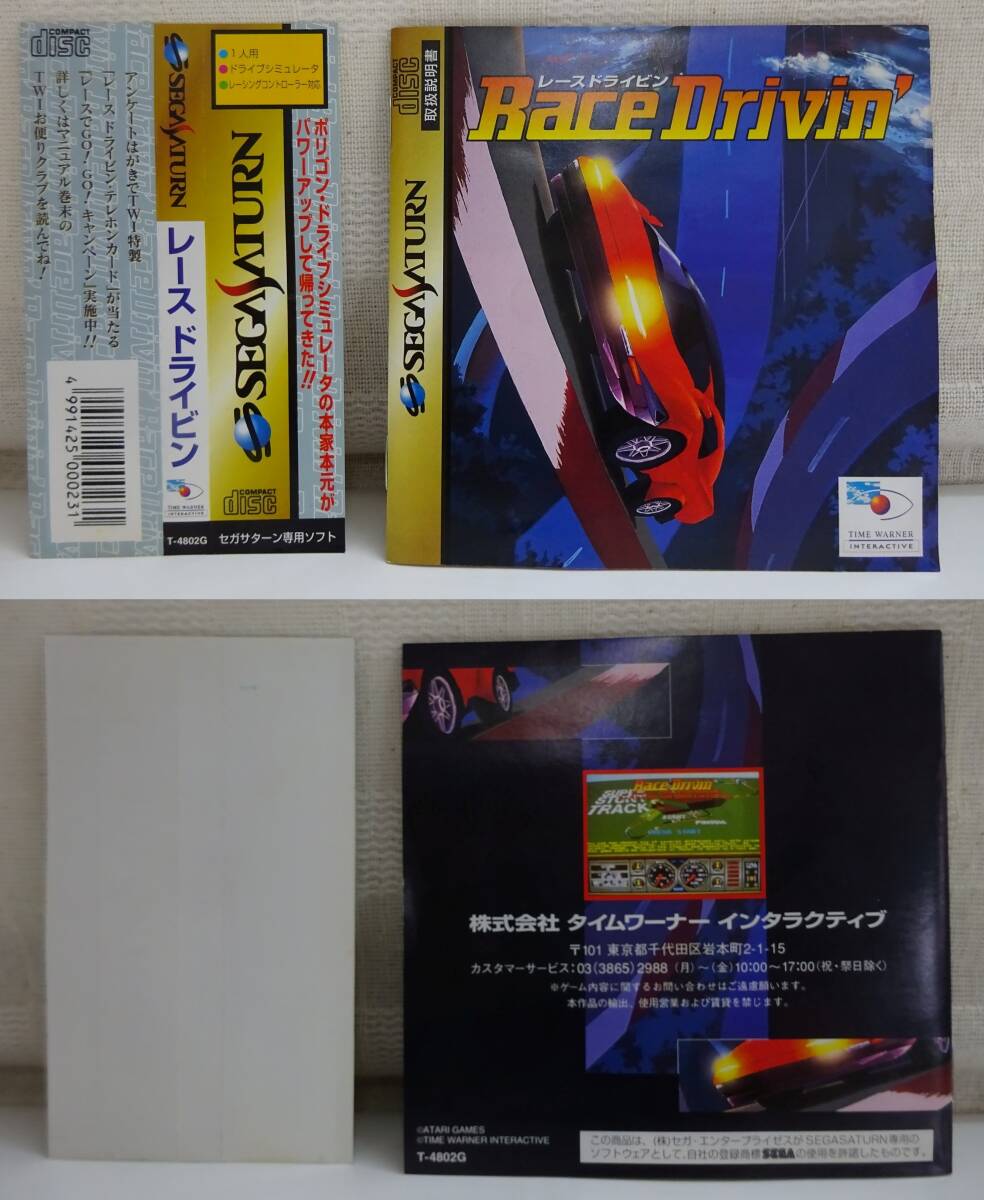 COMPACT
disc
アンケートはがきでTWI特製
「レース ドライビン・テレホンカード」が当たる
「レースでGO!GO!キャンペーン」実施中!!
詳しくはマニュアル巻末の
TWIお便りクラブを読んでね!
4 991425 000231
SEGASATURN
レース ドライビン
TIME WARNER
INTERACTIVE
1人用
ドライブシミュレータ
レーシングコントローラー対応
SEGASATURN
COMPACT
disc
ポリゴン・ドライブシミュレータの本家本元が
パワーアップして帰ってきた!!
T-4802G セガサターン専用ソフト
COMPACT
disc
取扱説明書
SEGASATURN
レースドライビン
Race Drivin'
TIME WARNER
INTERACTIVE
Race Drivin'
SUPER
STUNT
TRACK
PRESS START
株式会社 タイムワーナー インタラクティブ
〒101 東京都千代田区岩本町2-1-15
カスタマーサービス:03(3865)2988 (月)〜(金)10:00〜17:00(祝・祭日除く)
※ゲーム内容に関するお問い合わせはご遠慮願います。
本作品の輸出、使用営業および賃貸を禁じます。
©ATARI GAMES
©TIME WARNER INTERACTIVE
T-4802G
この商品は、(株)セガ・エンタープライゼスがSEGASATURN専用の
ソフトウェアとして、自社の登録商標SEGAの使用を許諾したものです。